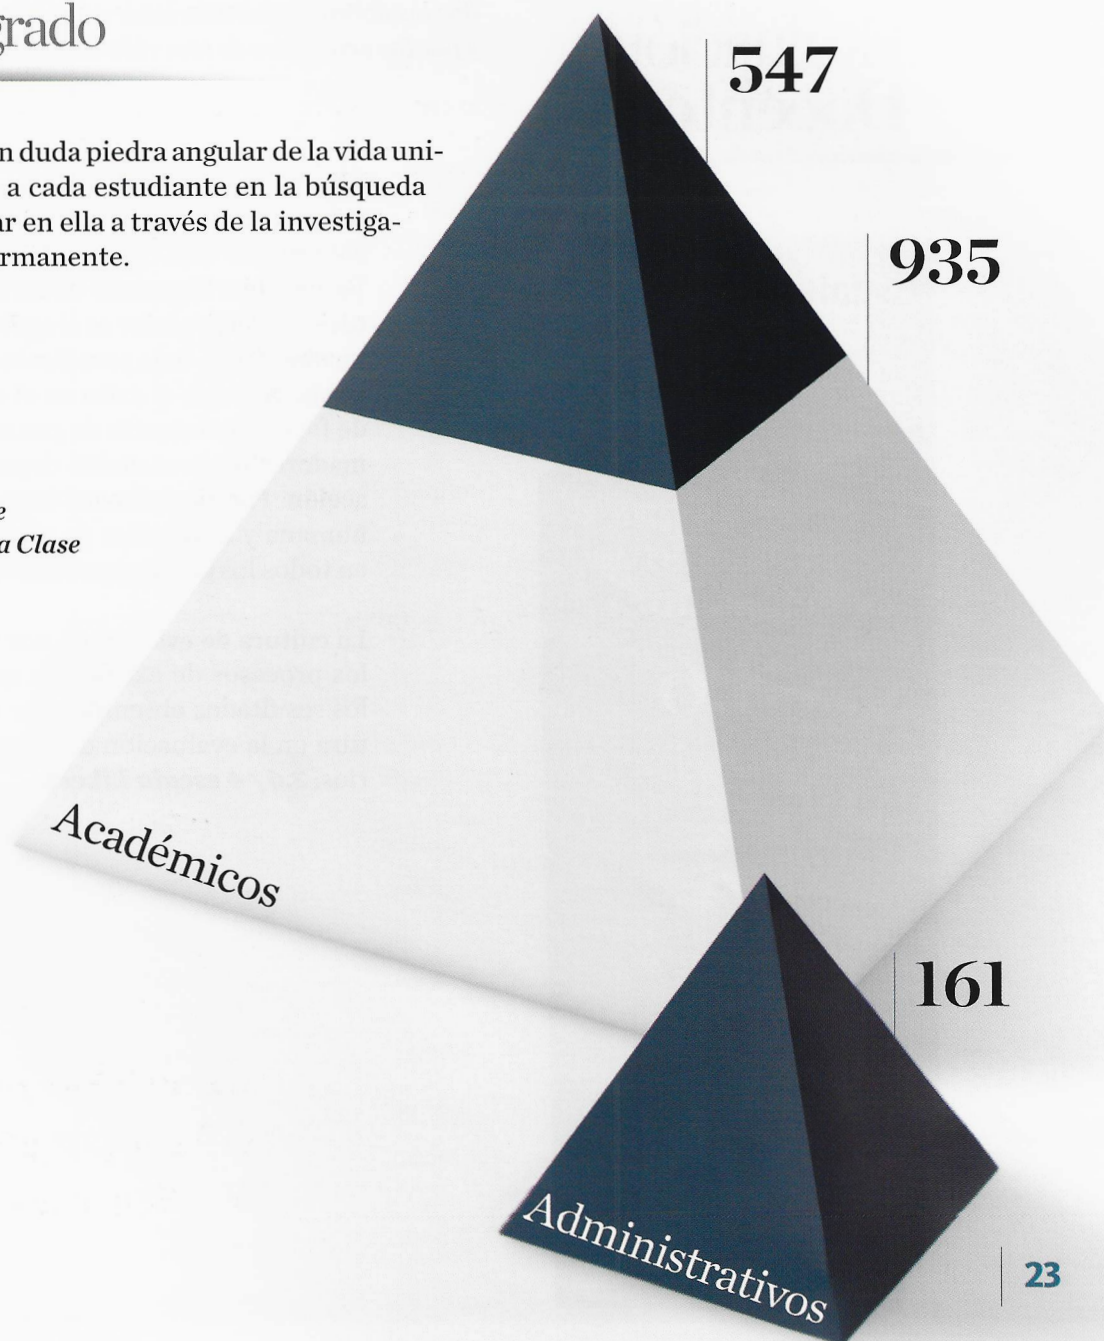 grado
n duda piedra angular de la vida uni-
a cada estudiante en la búsqueda
ar en ella a través de la investiga-
rmanente.
e
a Clase
547
935
Académicos
161
Administrativos
23